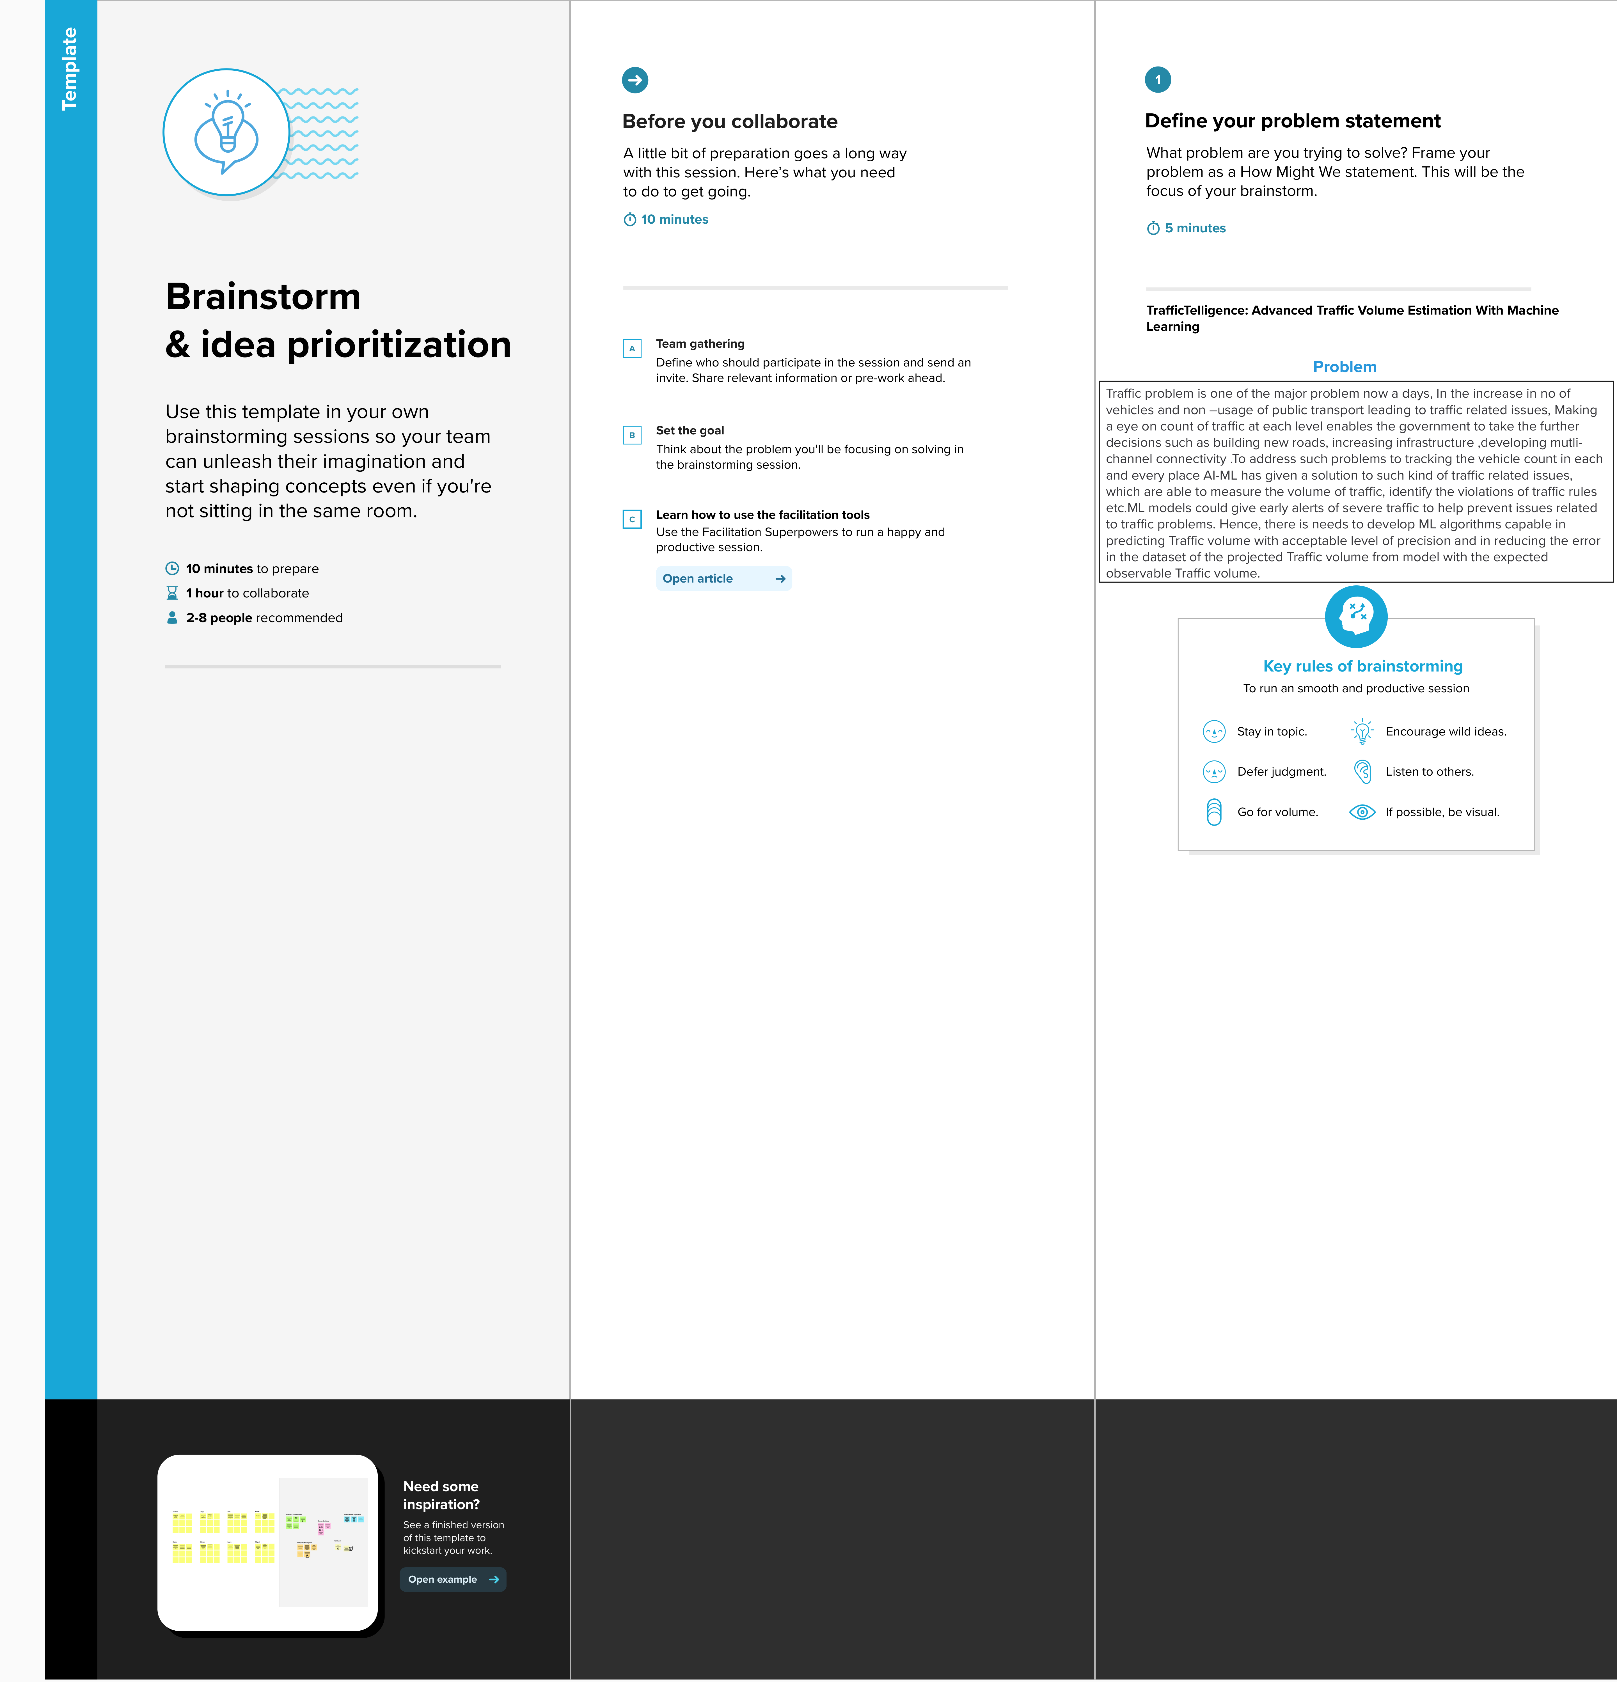 Template
Brainstorm
& idea prioritization
Use this template in your own
brainstorming sessions so your team
can unleash their imagination and
start shaping concepts even if you're
not sitting in the same room.
10 minutes to prepare
1 hour to collaborate
2-8 people recommended
Before you collaborate
A little bit of preparation goes a long way
with this session. Here's what you need
to do to get going.
10 minutes
A
Team gathering
Define who should participate in the session and send an
invite. Share relevant information or pre-work ahead.
B
Set the goal
Think about the problem you'll be focusing on solving in
the brainstorming session.
C
Learn how to use the facilitation tools
Use the Facilitation Superpowers to run a happy and
productive session.
Open article
1
Define your problem statement
What problem are you trying to solve? Frame your
problem as a How Might We statement. This will be the
focus of your brainstorm.
5 minutes
TrafficTelligence: Advanced Traffic Volume Estimation With Machine
Learning
Problem
Traffic problem is one of the major problem now a days, In the increase in no of
vehicles and non –usage of public transport leading to traffic related issues, Making
a eye on count of traffic at each level enables the government to take the further
decisions such as building new roads, increasing infrastructure ,developing mutli-
channel connectivity .To address such problems to tracking the vehicle count in each
and every place AI-ML has given a solution to such kind of traffic related issues,
which are able to measure the volume of traffic, identify the violations of traffic rules
etc.ML models could give early alerts of severe traffic to help prevent issues related
to traffic problems. Hence, there is needs to develop ML algorithms capable in
predicting Traffic volume with acceptable level of precision and in reducing the error
in the dataset of the projected Traffic volume from model with the expected
observable Traffic volume.
Key rules of brainstorming
To run an smooth and productive session
Stay in topic.
Encourage wild ideas.
Defer judgment.
Listen to others.
Go for volume.
If possible, be visual.
Need some
inspiration?
See a finished version
of this template to
kickstart your work.
Open example